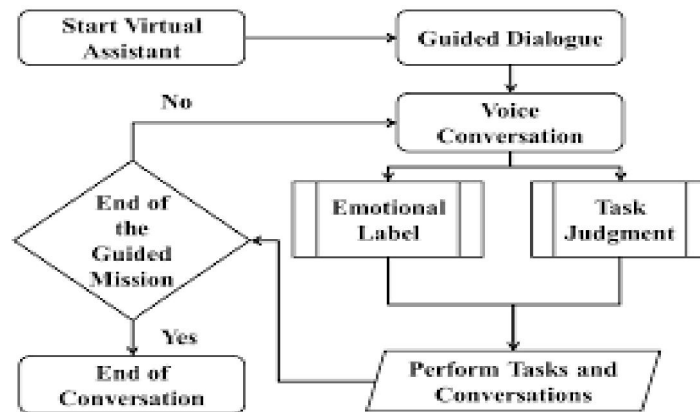 Start Virtual
Assistant
Guided Dialogue
No
Voice
Conversation
End of
the
Guided
Mission
Emotional
Label
Task
Judgment
Yes
End of
Conversation
Perform Tasks and
Conversations